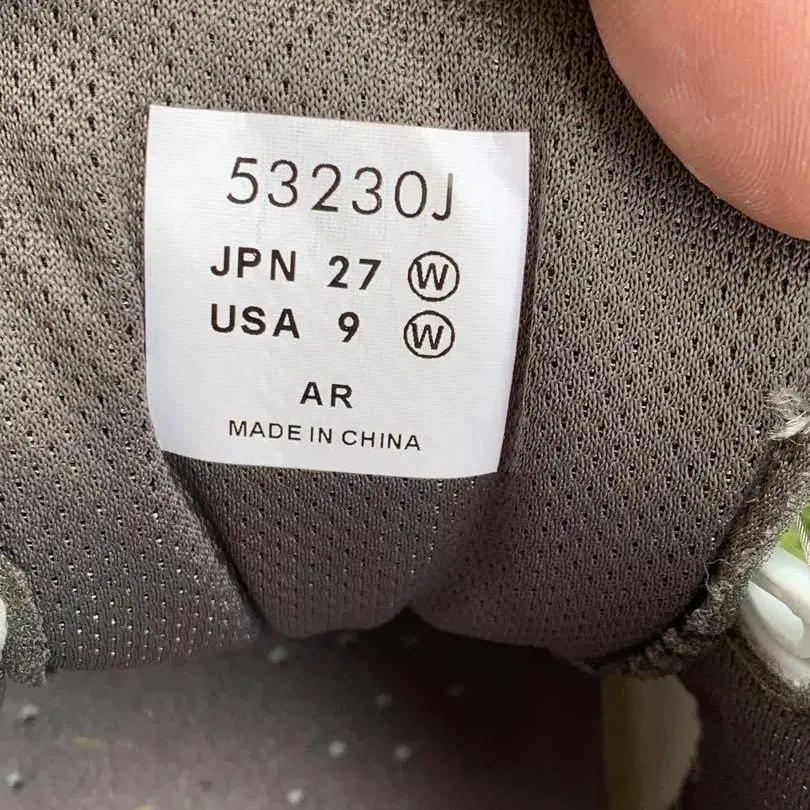 53230J
JPN 27 Ⓦ
USA 9 Ⓦ
AR
MADE IN CHINA